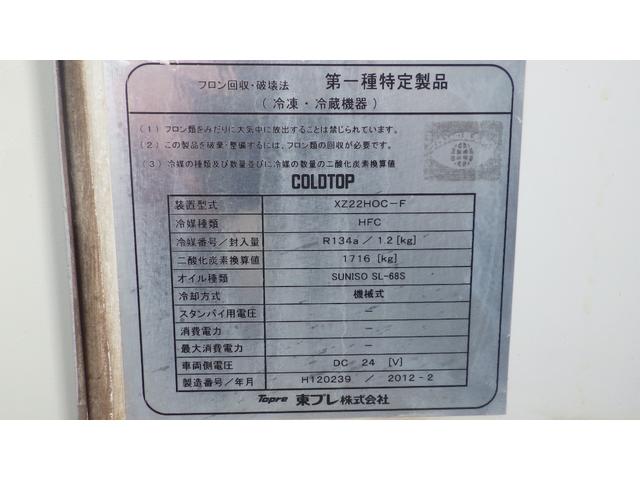 フロン回収・破壊法 第一種特定製品
(冷凍・冷蔵機器)
(1) フロン類をみだりに大気中に放出することは禁じられています。
(2) この製品を廃棄・整備するには、フロン類の回収が必要です。
(3) 冷媒の種類及び数量並びに冷媒の数量の二酸化炭素換算値
COLDTOP
装置型式 XZ22HOC-F
冷媒種類 HFC
冷媒番号/封入量 R134a / 1.2 [kg]
二酸化炭素換算値 1716 [kg]
オイル種類 SUNISO SL-68S
冷却方式 機械式
スタンバイ用電圧 —
消費電力 —
最大消費電力 —
車両側電圧 DC 24 [V]
製造番号/年月 H120239 / 2012-2
Topre 東プレ株式会社